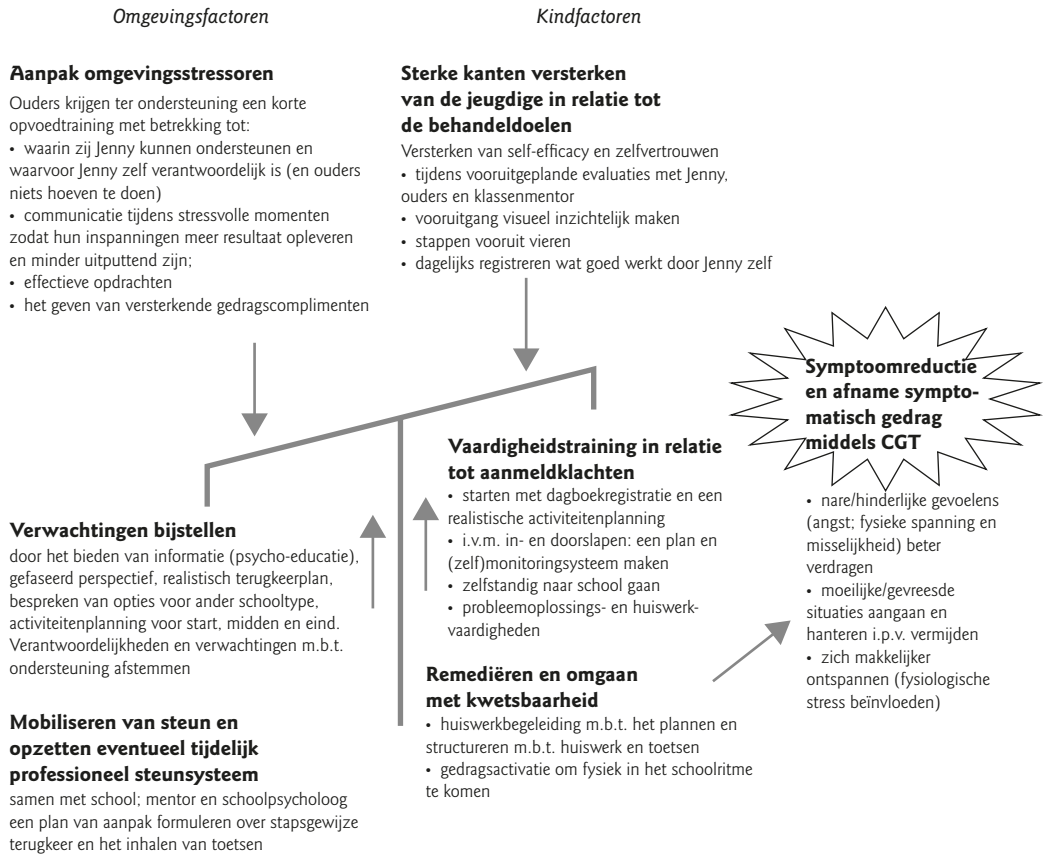 Omgevingsfactoren
Kindfactoren
Aanpak omgevingsstressoren
Ouders krijgen ter ondersteuning een korte
opvoedtraining met betrekking tot:
• waarin zij Jenny kunnen ondersteunen en
waarvoor Jenny zelf verantwoordelijk is (en ouders
niets hoeven te doen)
• communicatie tijdens stressvolle momenten
zodat hun inspanningen meer resultaat opleveren
en minder uitputtend zijn;
• effectieve opdrachten
• het geven van versterkende gedragscomplimenten
Sterke kanten versterken
van de jeugdige in relatie tot
de behandeldoelen
Versterken van self-efficacy en zelfvertrouwen
• tijdens vooruitgeplande evaluaties met Jenny,
ouders en klassenmentor
• vooruitgang visueel inzichtelijk maken
• stappen vooruit vieren
• dagelijks registreren wat goed werkt door Jenny zelf
Verwachtingen bijstellen
door het bieden van informatie (psycho-educatie),
gefaseerd perspectief, realistisch terugkeerplan,
bespreken van opties voor ander schooltype,
activiteitenplanning voor start, midden en eind.
Verantwoordelijkheden en verwachtingen m.b.t.
ondersteuning afstemmen
Mobiliseren van steun en
opzetten eventueel tijdelijk
professioneel steunsysteem
samen met school; mentor en schoolpsycholoog
een plan van aanpak formuleren over stapsgewijze
terugkeer en het inhalen van toetsen
Vaardigheidstraining in relatie
tot aanmeldklachten
• starten met dagboekregistratie en een
realistische activiteitenplanning
• i.v.m. in- en doorslapen: een plan en
(zelf)monitoringsysteem maken
• zelfstandig naar school gaan
• probleemoplossings- en huiswerk-
vaardigheden
Remediëren en omgaan
met kwetsbaarheid
• huiswerkbegeleiding m.b.t. het plannen en
structureren m.b.t. huiswerk en toetsen
• gedragsactivatie om fysiek in het schoolritme
te komen
Symptoomreductie
en afname sympto-
matisch gedrag
middels CGT
• nare/hinderlijke gevoelens
(angst; fysieke spanning en
misselijkheid) beter
verdragen
• moeilijke/gevreesde
situaties aangaan en
hanteren i.p.v. vermijden
• zich makkelijker
ontspannen (fysiologische
stress beïnvloeden)